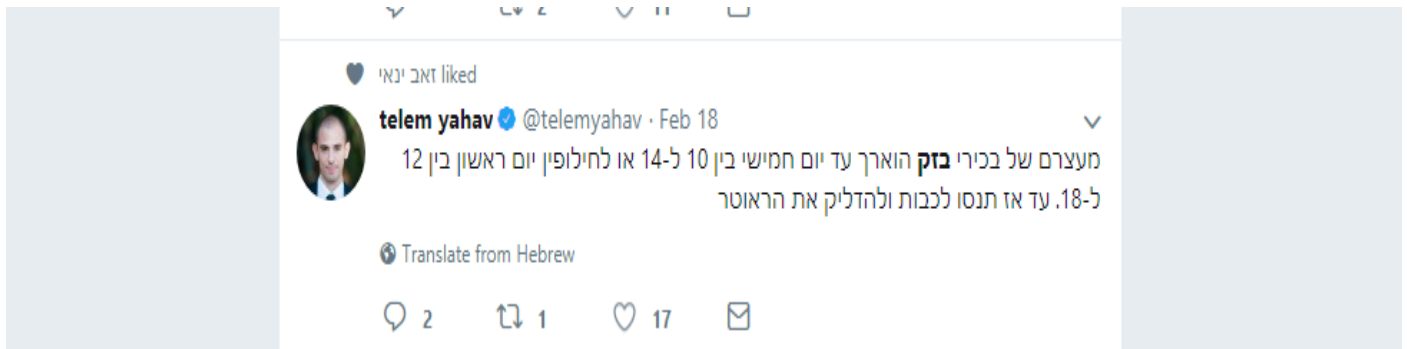 2 11
זאב ינאי liked
telem yahav @telemyahav · Feb 18
מעצרם של בכירי בזק הוארך עד יום חמישי בין 10 ל-14 או לחילופין יום ראשון בין 12
ל-18. עד אז תנסו לכבות ולהדליק את הראוטר
Translate from Hebrew
2 1 17